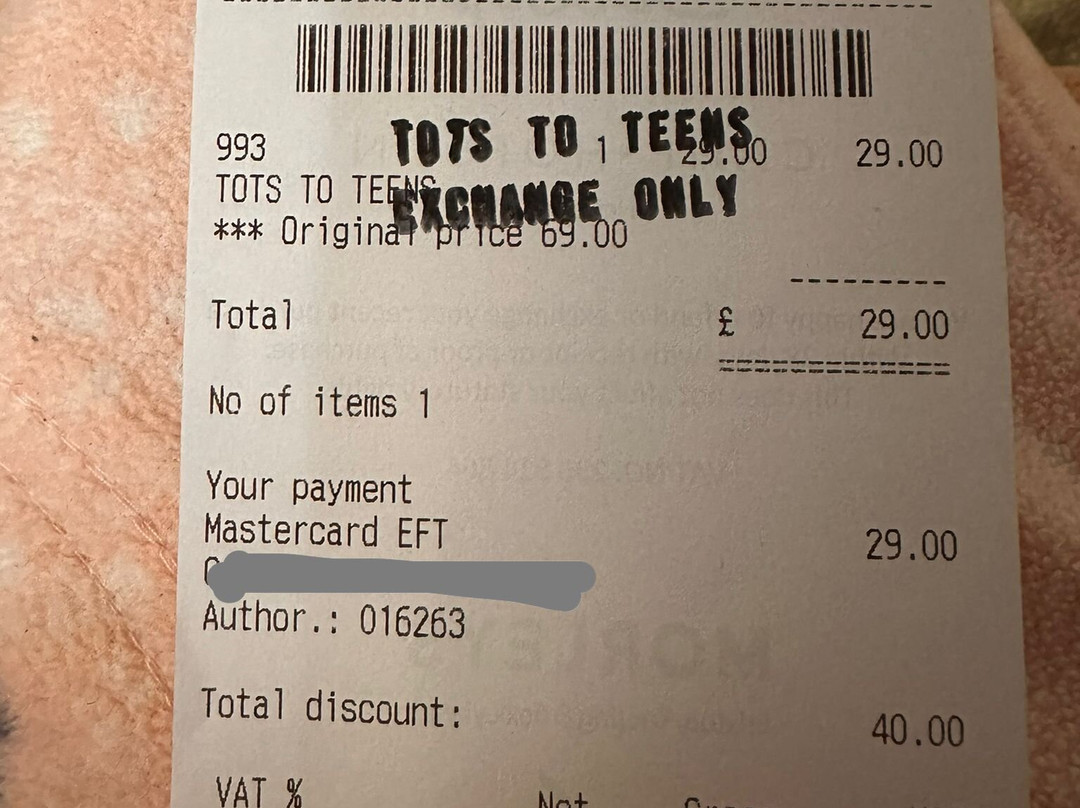 TOTS TO TEENS
993 1 29.00 29.00
EXCHANGE ONLY
TOTS TO TEENS
*** Original price 69.00
Total £ 29.00
No of items 1
Your payment
Mastercard EFT 29.00
Author.: 016263
Total discount: 40.00
VAT % Net